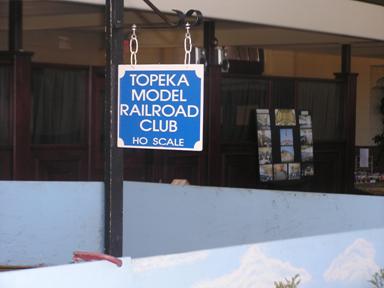 TOPEKA
MODEL
RAILROAD
CLUB
HO SCALE